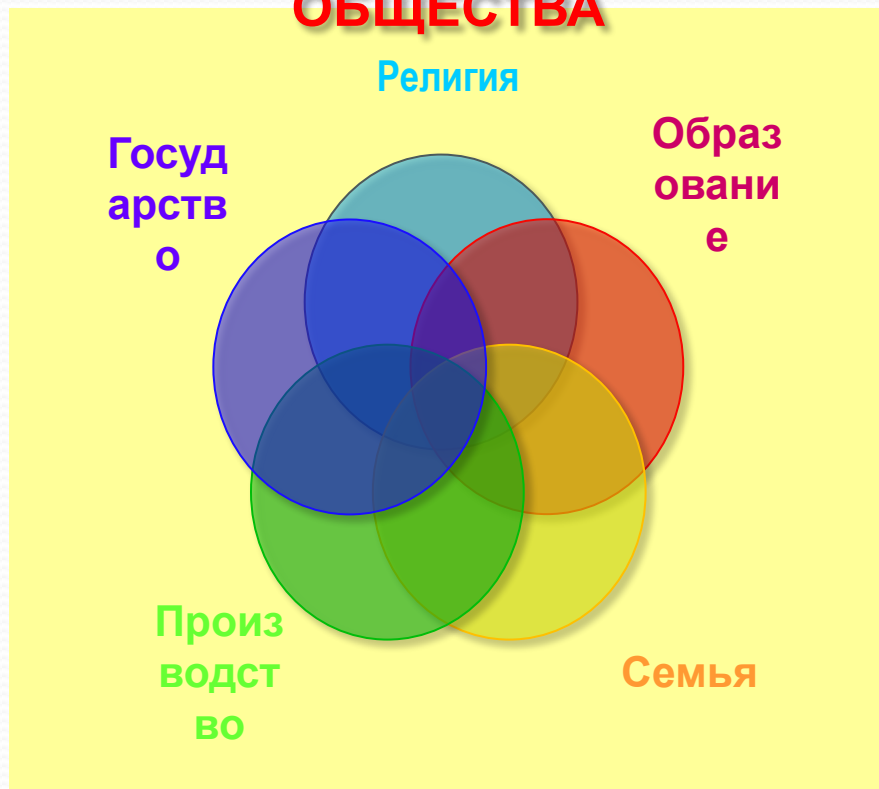 ОБЩЕСТВА
Религия
Образ
овани
е
Семья
Произ
водст
во
Госуд
арств
о